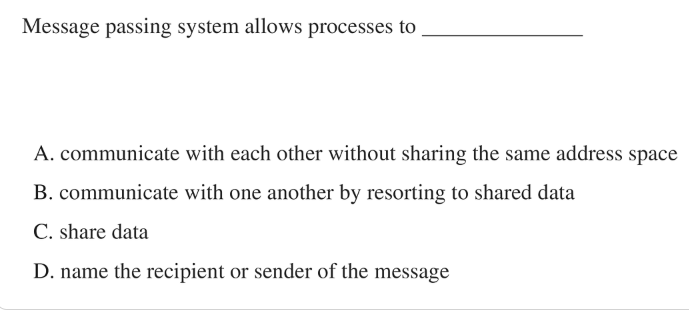 Message passing system allows processes to ________________
A. communicate with each other without sharing the same address space
B. communicate with one another by resorting to shared data
C. share data
D. name the recipient or sender of the message